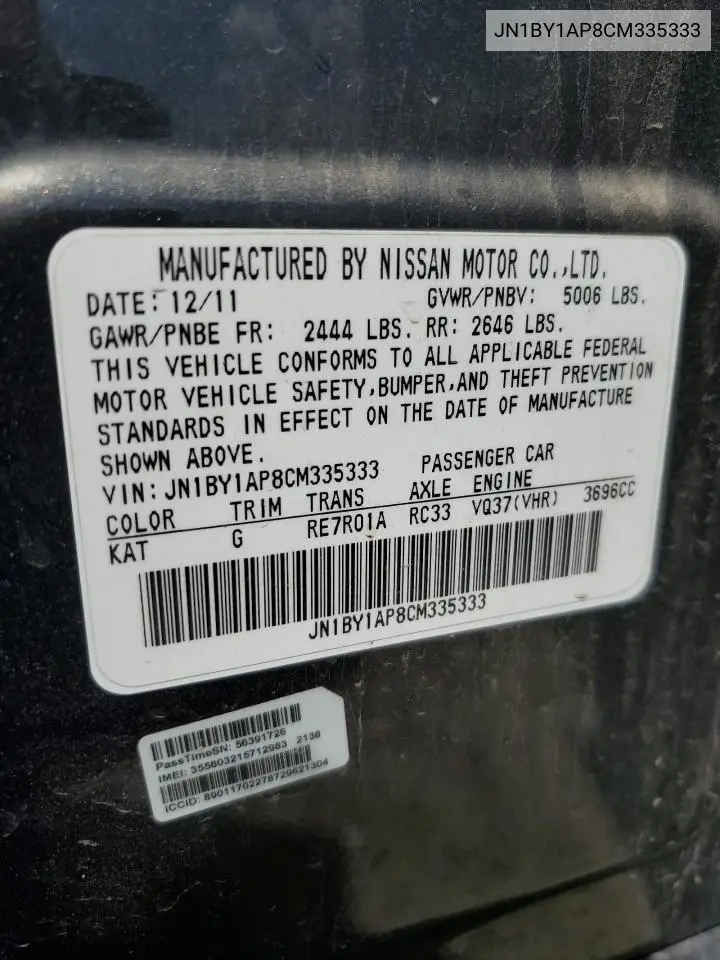 JN1BY1AP8CM335333
MANUFACTURED BY NISSAN MOTOR CO.,LTD.
DATE: 12/11 GVWR/PNBV: 5006 LBS.
GAWR/PNBE FR: 2444 LBS. RR: 2646 LBS.
THIS VEHICLE CONFORMS TO ALL APPLICABLE FEDERAL
MOTOR VEHICLE SAFETY,BUMPER,AND THEFT PREVENTION
STANDARDS IN EFFECT ON THE DATE OF MANUFACTURE
SHOWN ABOVE.
VIN: JN1BY1AP8CM335333 PASSENGER CAR
COLOR TRIM TRANS AXLE ENGINE
KAT G RE7R01A RC33 VQ37(VHR) 3696CC
JN1BY1AP8CM335333
PassTimeSN: 56391726
IMEI: 355803215712983 2138
ICCID: 89011702278729621304